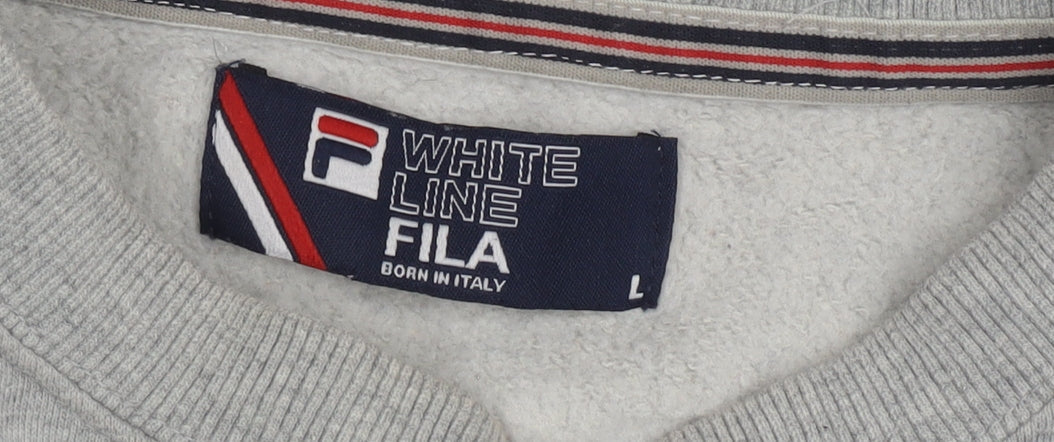 WHITE
LINE
FILA
BORN IN ITALY
L